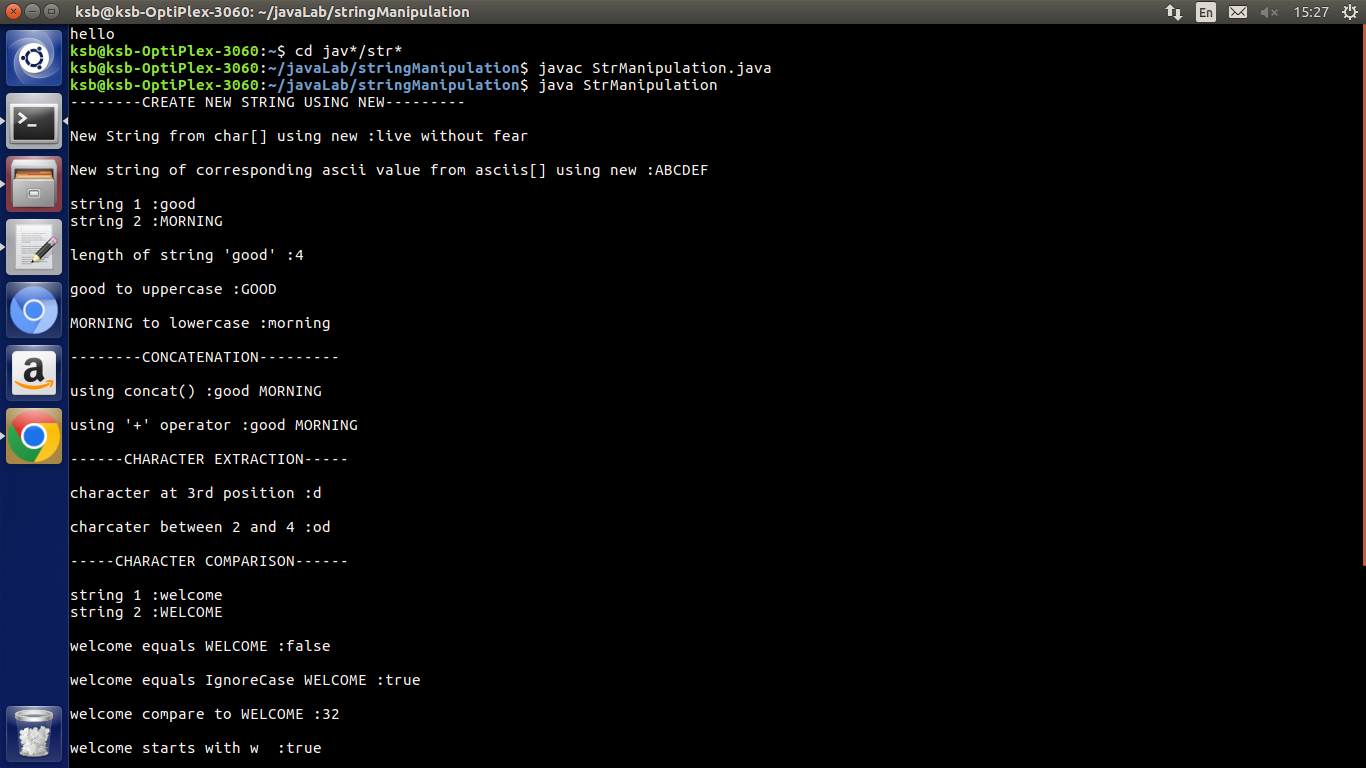 ksb@ksb-OptiPlex-3060: ~/javaLab/stringManipulation
En
15:27
hello
ksb@ksb-OptiPlex-3060:~$ cd jav*/str*
ksb@ksb-OptiPlex-3060:~/javaLab/stringManipulation$ javac StrManipulation.java
ksb@ksb-OptiPlex-3060:~/javaLab/stringManipulation$ java StrManipulation
--------CREATE NEW STRING USING NEW---------
New String from char[] using new :live without fear
New string of corresponding ascii value from asciis[] using new :ABCDEF
string 1 :good
string 2 :MORNING
length of string 'good' :4
good to uppercase :GOOD
MORNING to lowercase :morning
--------CONCATENATION---------
using concat() :good MORNING
using '+' operator :good MORNING
------CHARACTER EXTRACTION-----
character at 3rd position :d
charcater between 2 and 4 :od
-----CHARACTER COMPARISON------
string 1 :welcome
string 2 :WELCOME
welcome equals WELCOME :false
welcome equals IgnoreCase WELCOME :true
welcome compare to WELCOME :32
welcome starts with w  :true